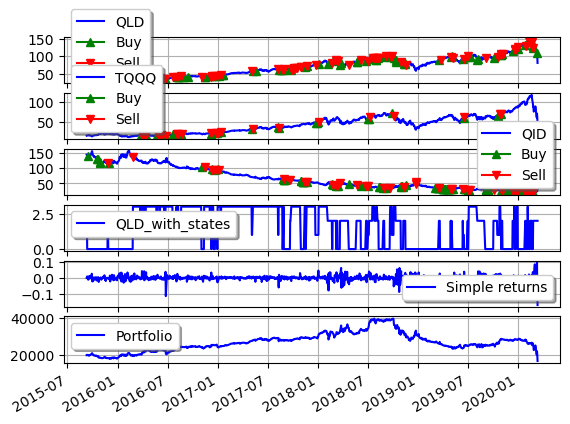 QLD
Buy
Sell
150
100
50
TQQQ
Buy
Sell
100
50
QID
Buy
Sell
150
100
50
QLD_with_states
2.5
0.0
Simple returns
0.1
0.0
−0.1
Portfolio
40000
20000
2015-07
2016-01
2016-07
2017-01
2017-07
2018-01
2018-07
2019-01
2019-07
2020-01